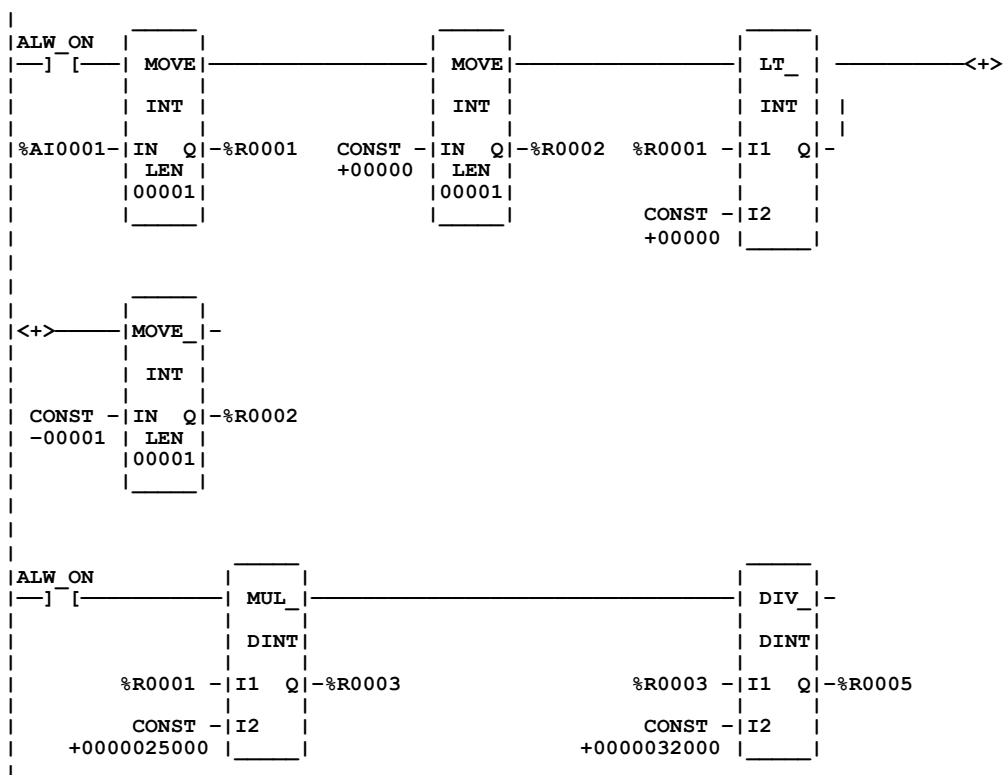 ALW_ON
] [ MOVE MOVE LT_ <+>
INT INT INT
%AI0001 IN Q %R0001 CONST IN Q %R0002 %R0001 I1 Q
LEN +00000 LEN
00001 00001
CONST I2
+00000
<+> MOVE_
INT
CONST IN Q %R0002
-00001 LEN
00001
ALW_ON
] [ MUL_ DIV_
DINT DINT
%R0001 I1 Q %R0003 %R0003 I1 Q %R0005
CONST I2 CONST I2
+0000025000 +0000032000